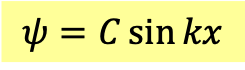 ψ = C sin kx